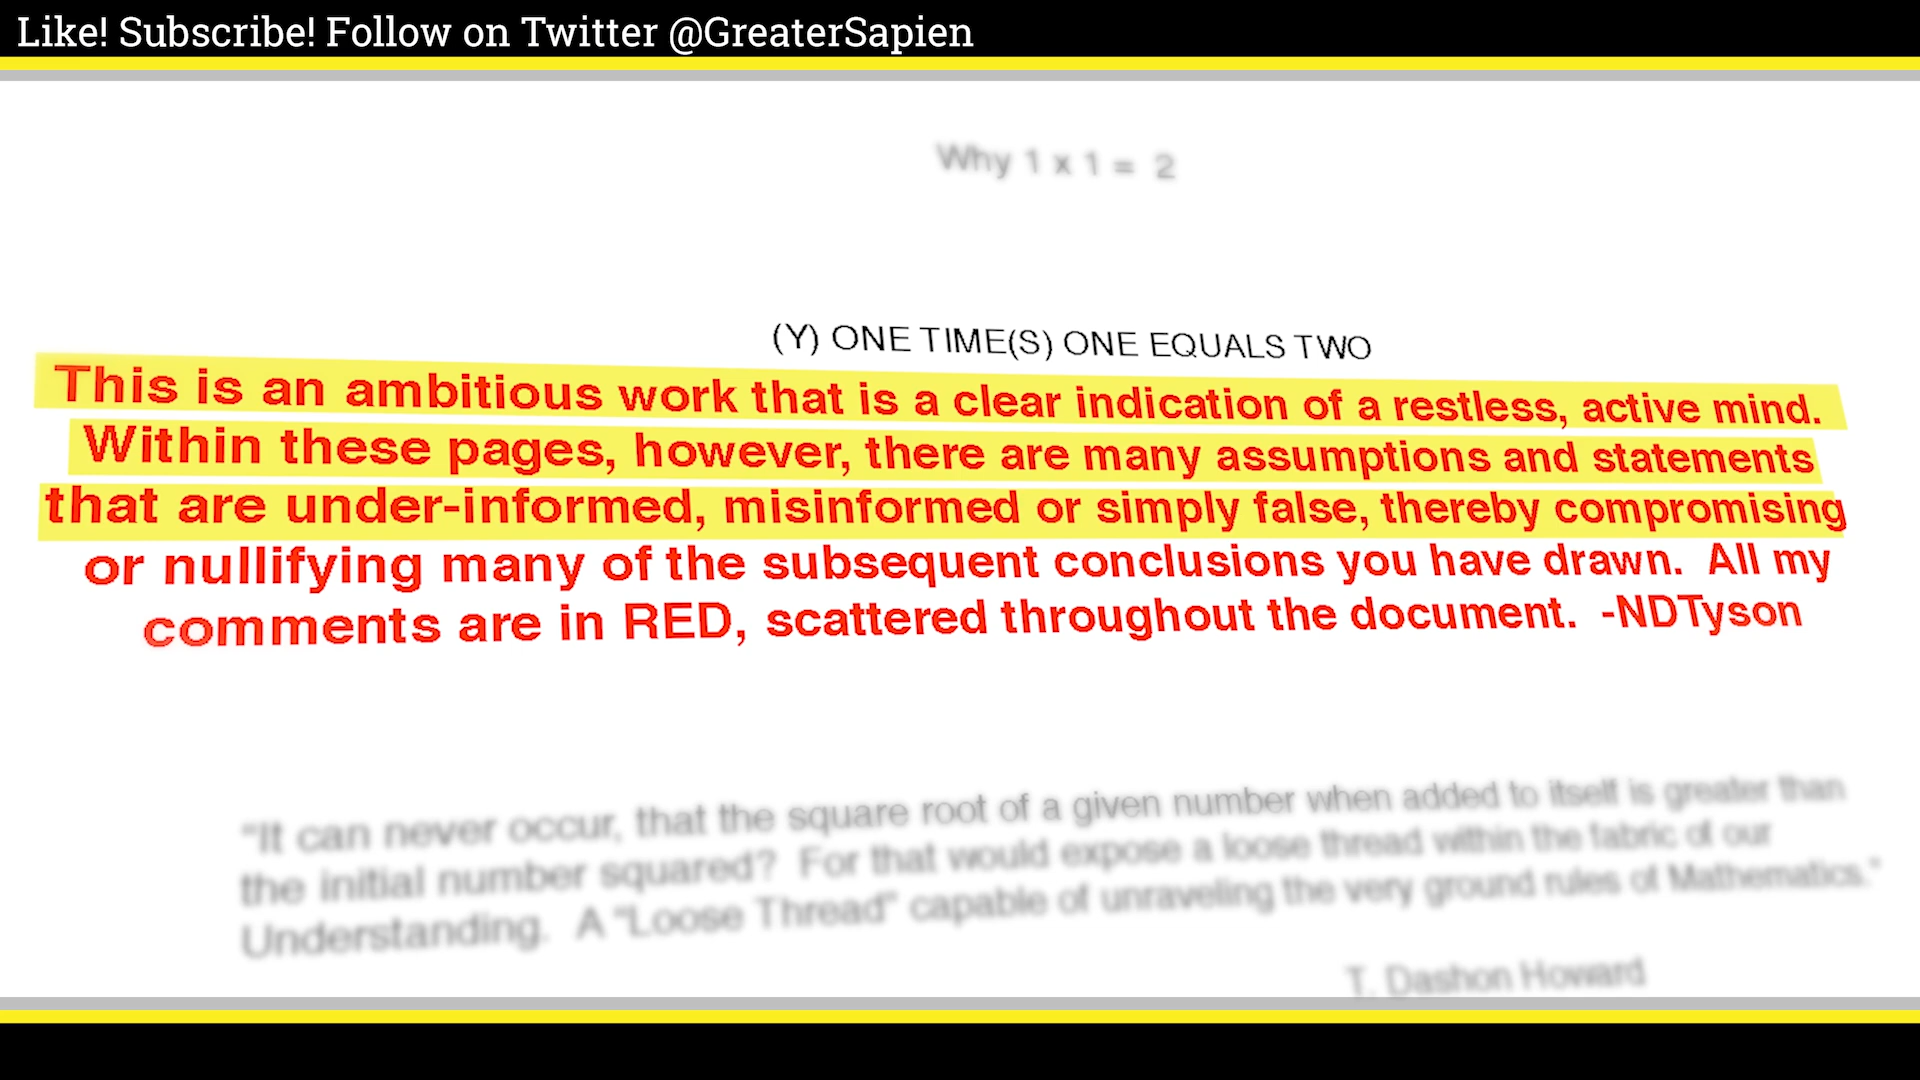 Like! Subscribe! Follow on Twitter @GreaterSapien
Why 1 x 1 = 2
(Y) ONE TIME(S) ONE EQUALS TWO
This is an ambitious work that is a clear indication of a restless, active mind.
Within these pages, however, there are many assumptions and statements
that are under-informed, misinformed or simply false, thereby compromising
or nullifying many of the subsequent conclusions you have drawn. All my
comments are in RED, scattered throughout the document. -NDTyson
"It can never occur, that the square root of a given number when added to itself is greater than
the initial number squared? For that would expose a loose thread within the fabric of our
Understanding. A "Loose Thread" capable of unraveling the very ground rules of Mathematics."
T. Dashon Howard